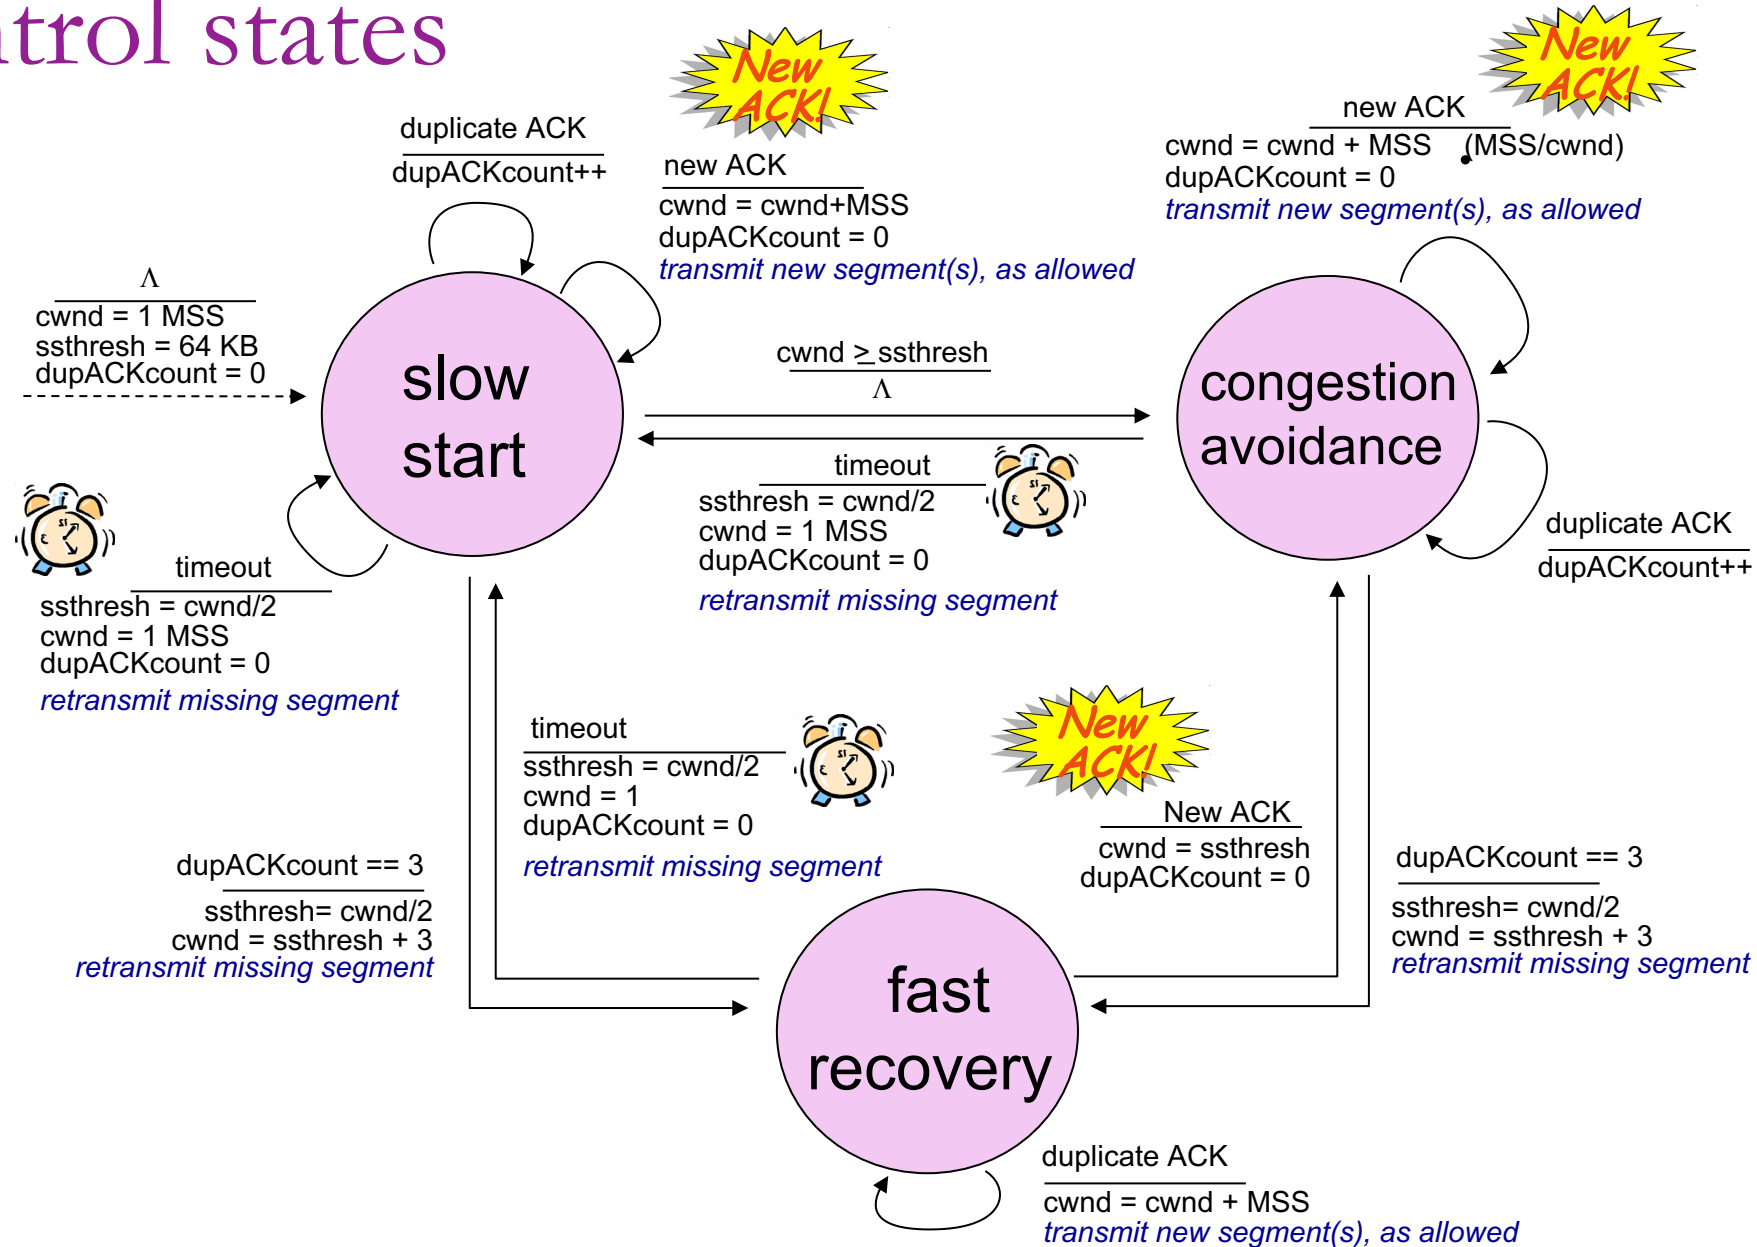 ntrol states
New
ACK!
New
ACK!
duplicate ACK
dupACKcount++
new ACK
cwnd = cwnd+MSS
dupACKcount = 0
transmit new segment(s), as allowed
new ACK
cwnd = cwnd + MSS • (MSS/cwnd)
dupACKcount = 0
transmit new segment(s), as allowed
Λ
cwnd = 1 MSS
ssthresh = 64 KB
dupACKcount = 0
slow
start
cwnd ≥ ssthresh
Λ
congestion
avoidance
timeout
ssthresh = cwnd/2
cwnd = 1 MSS
dupACKcount = 0
retransmit missing segment
duplicate ACK
dupACKcount++
timeout
ssthresh = cwnd/2
cwnd = 1 MSS
dupACKcount = 0
retransmit missing segment
timeout
ssthresh = cwnd/2
cwnd = 1
dupACKcount = 0
retransmit missing segment
New
ACK!
New ACK
cwnd = ssthresh
dupACKcount = 0
dupACKcount == 3
ssthresh= cwnd/2
cwnd = ssthresh + 3
retransmit missing segment
dupACKcount == 3
ssthresh= cwnd/2
cwnd = ssthresh + 3
retransmit missing segment
fast
recovery
duplicate ACK
cwnd = cwnd + MSS
transmit new segment(s), as allowed